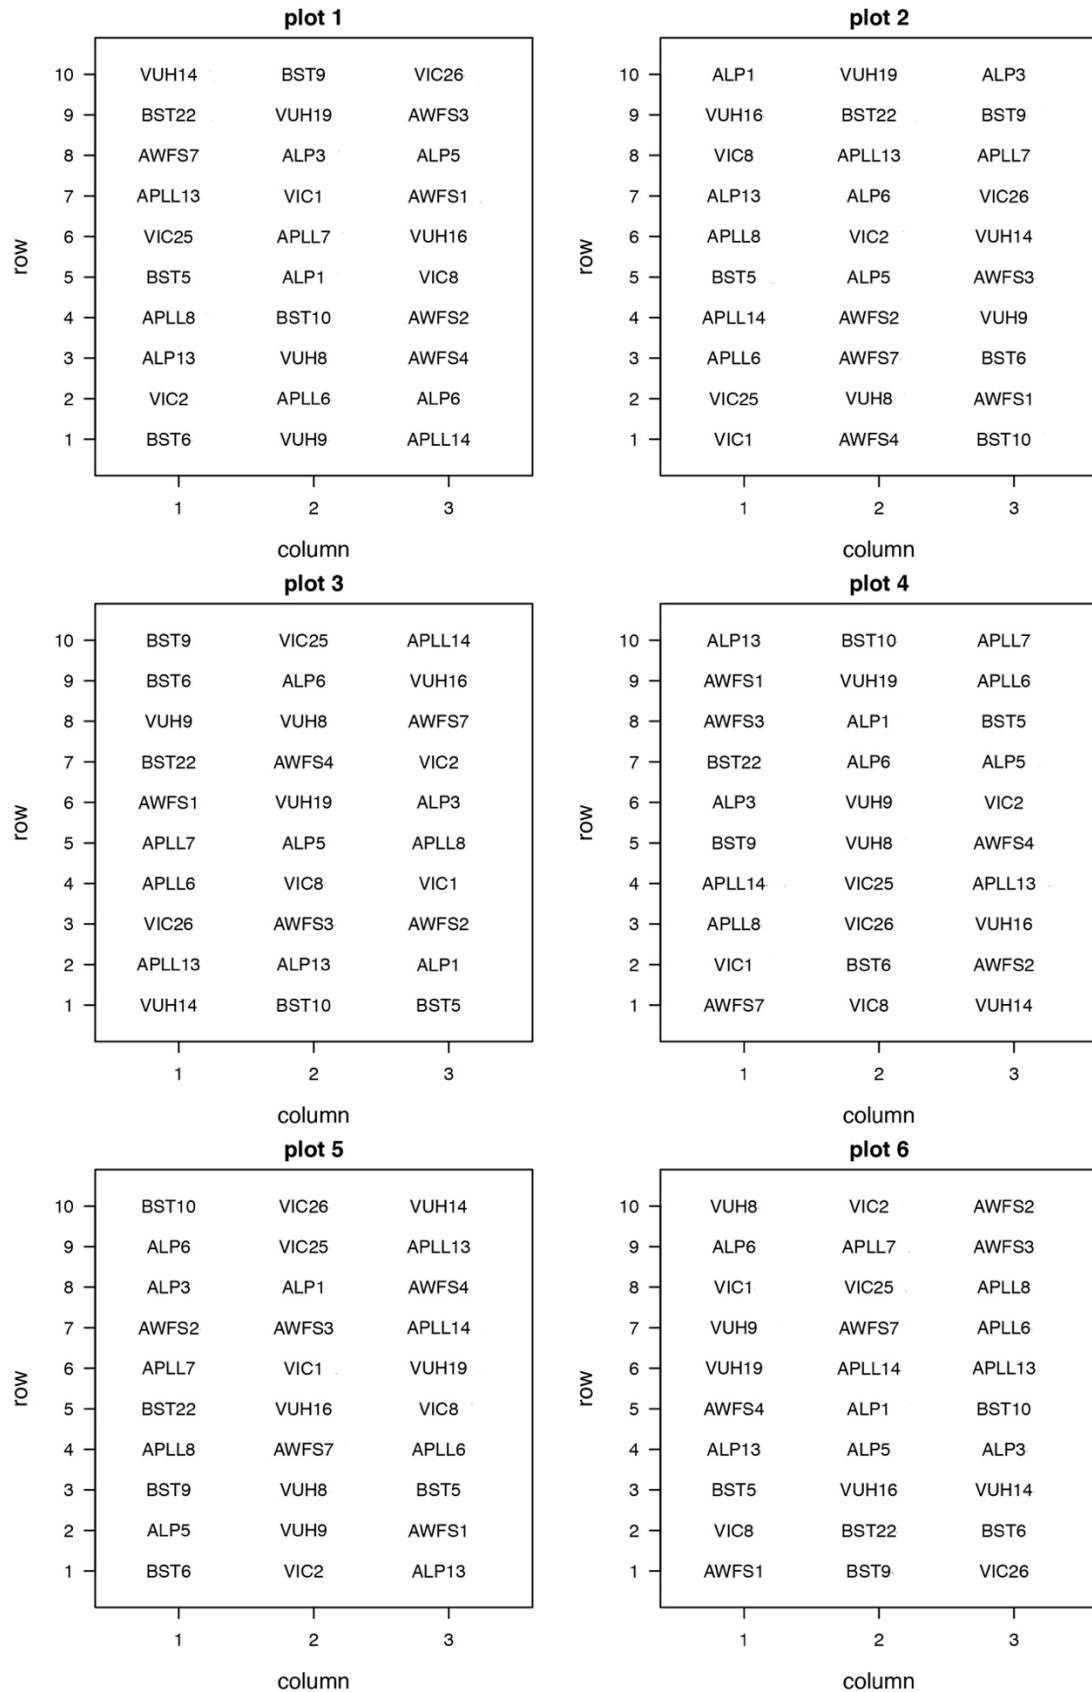 plot 1
10 VUH14 BST9 VIC26
9 BST22 VUH19 AWFS3
8 AWFS7 ALP3 ALP5
7 APLL13 VIC1 AWFS1
6 VIC25 APLL7 VUH16
row
5 BST5 ALP1 VIC8
4 APLL8 BST10 AWFS2
3 ALP13 VUH8 AWFS4
2 VIC2 APLL6 ALP6
1 BST6 VUH9 APLL14
1 2 3
column
plot 2
10 ALP1 VUH19 ALP3
9 VUH16 BST22 BST9
8 VIC8 APLL13 APLL7
7 ALP13 ALP6 VIC26
6 APLL8 VIC2 VUH14
row
5 BST5 ALP5 AWFS3
4 APLL14 AWFS2 VUH9
3 APLL6 AWFS7 BST6
2 VIC25 VUH8 AWFS1
1 VIC1 AWFS4 BST10
1 2 3
column
plot 3
10 BST9 VIC25 APLL14
9 BST6 ALP6 VUH16
8 VUH9 VUH8 AWFS7
7 BST22 AWFS4 VIC2
6 AWFS1 VUH19 ALP3
row
5 APLL7 ALP5 APLL8
4 APLL6 VIC8 VIC1
3 VIC26 AWFS3 AWFS2
2 APLL13 ALP13 ALP1
1 VUH14 BST10 BST5
1 2 3
column
plot 4
10 ALP13 BST10 APLL7
9 AWFS1 VUH19 APLL6
8 AWFS3 ALP1 BST5
7 BST22 ALP6 ALP5
6 ALP3 VUH9 VIC2
row
5 BST9 VUH8 AWFS4
4 APLL14 VIC25 APLL13
3 APLL8 VIC26 VUH16
2 VIC1 BST6 AWFS2
1 AWFS7 VIC8 VUH14
1 2 3
column
plot 5
10 BST10 VIC26 VUH14
9 ALP6 VIC25 APLL13
8 ALP3 ALP1 AWFS4
7 AWFS2 AWFS3 APLL14
6 APLL7 VIC1 VUH19
row
5 BST22 VUH16 VIC8
4 APLL8 AWFS7 APLL6
3 BST9 VUH8 BST5
2 ALP5 VUH9 AWFS1
1 BST6 VIC2 ALP13
1 2 3
column
plot 6
10 VUH8 VIC2 AWFS2
9 ALP6 APLL7 AWFS3
8 VIC1 VIC25 APLL8
7 VUH9 AWFS7 APLL6
6 VUH19 APLL14 APLL13
row
5 AWFS4 ALP1 BST10
4 ALP13 ALP5 ALP3
3 BST5 VUH16 VUH14
2 VIC8 BST22 BST6
1 AWFS1 BST9 VIC26
1 2 3
column